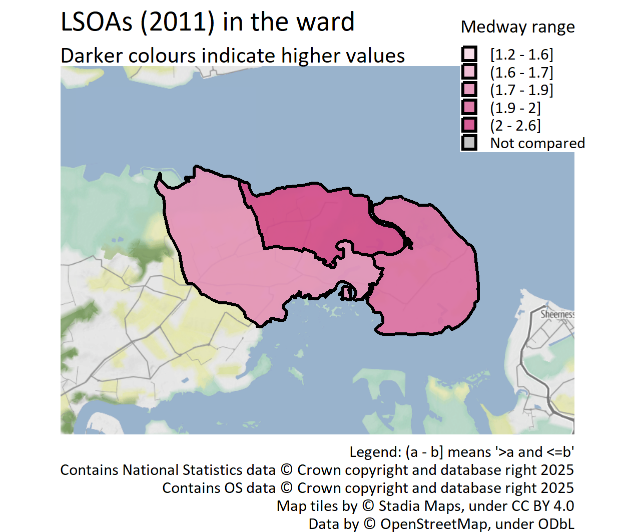 LSOAs (2011) in the ward
Darker colours indicate higher values
Medway range
[1.2 - 1.6]
(1.6 - 1.7]
(1.7 - 1.9]
(1.9 - 2]
(2 - 2.6]
Not compared
Sheerness
Legend: (a - b] means '>a and <=b'
Contains National Statistics data © Crown copyright and database right 2025
Contains OS data © Crown copyright and database right 2025
Map tiles by © Stadia Maps, under CC BY 4.0
Data by © OpenStreetMap, under ODbL